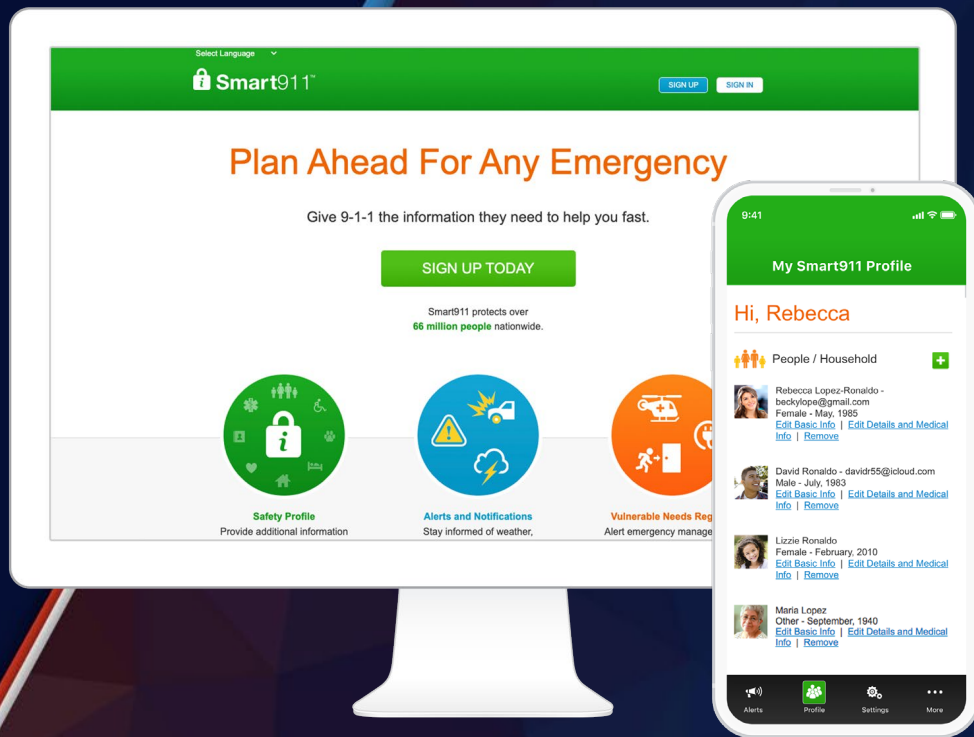 Select Language
Smart911™
SIGN UP
SIGN IN
Plan Ahead For Any Emergency
Give 9-1-1 the information they need to help you fast.
SIGN UP TODAY
Smart911 protects over
66 million people nationwide.
Safety Profile
Provide additional information
Alerts and Notifications
Stay informed of weather,
Vulnerable Needs Reg
Alert emergency manage
9:41
My Smart911 Profile
Hi, Rebecca
People / Household
Rebecca Lopez-Ronaldo -
beckylope@gmail.com
Female - May, 1985
Edit Basic Info | Edit Details and Medical
Info | Remove
David Ronaldo - davidr55@icloud.com
Male - July, 1983
Edit Basic Info | Edit Details and Medical
Info | Remove
Lizzie Ronaldo
Female - February, 2010
Edit Basic Info | Edit Details and Medical
Info | Remove
Maria Lopez
Other - September, 1940
Edit Basic Info | Edit Details and Medical
Info | Remove
Alerts
Profile
Settings
More